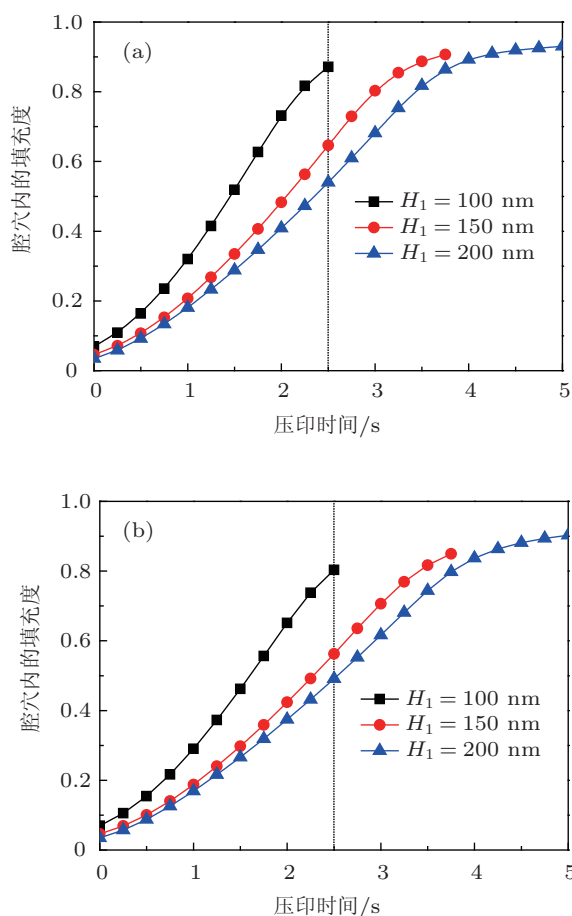 (a)
1.0
0.8
0.6
0.4
0.2
0
腔穴内的填充度
H₁ = 100 nm
H₁ = 150 nm
H₁ = 200 nm
0 1 2 3 4 5
压印时间/s
(b)
1.0
0.8
0.6
0.4
0.2
0
腔穴内的填充度
H₁ = 100 nm
H₁ = 150 nm
H₁ = 200 nm
0 1 2 3 4 5
压印时间/s